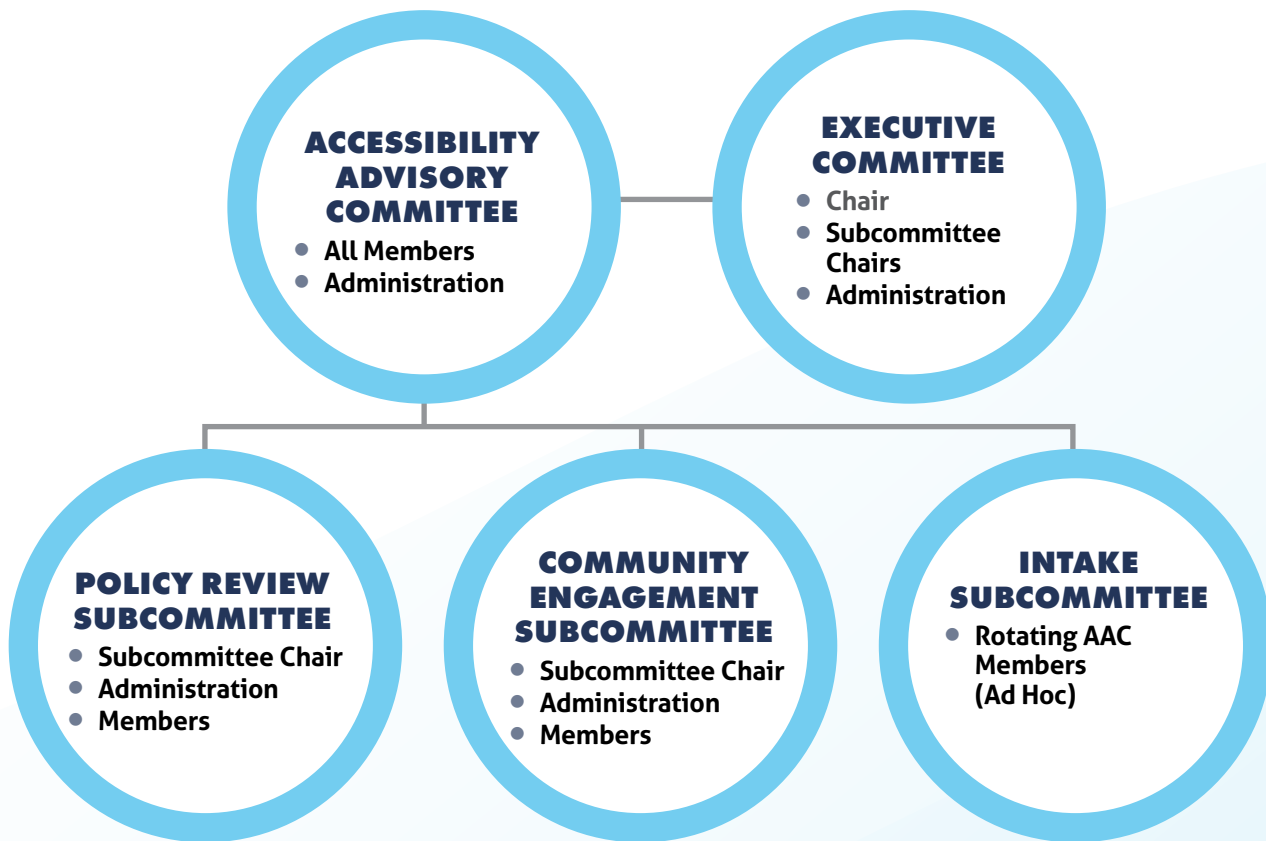 ACCESSIBILITY
ADVISORY
COMMITTEE
• All Members
• Administration
EXECUTIVE
COMMITTEE
• Chair
• Subcommittee
Chairs
• Administration
POLICY REVIEW
SUBCOMMITTEE
• Subcommittee Chair
• Administration
• Members
COMMUNITY
ENGAGEMENT
SUBCOMMITTEE
• Subcommittee Chair
• Administration
• Members
INTAKE
SUBCOMMITTEE
• Rotating AAC
Members
(Ad Hoc)